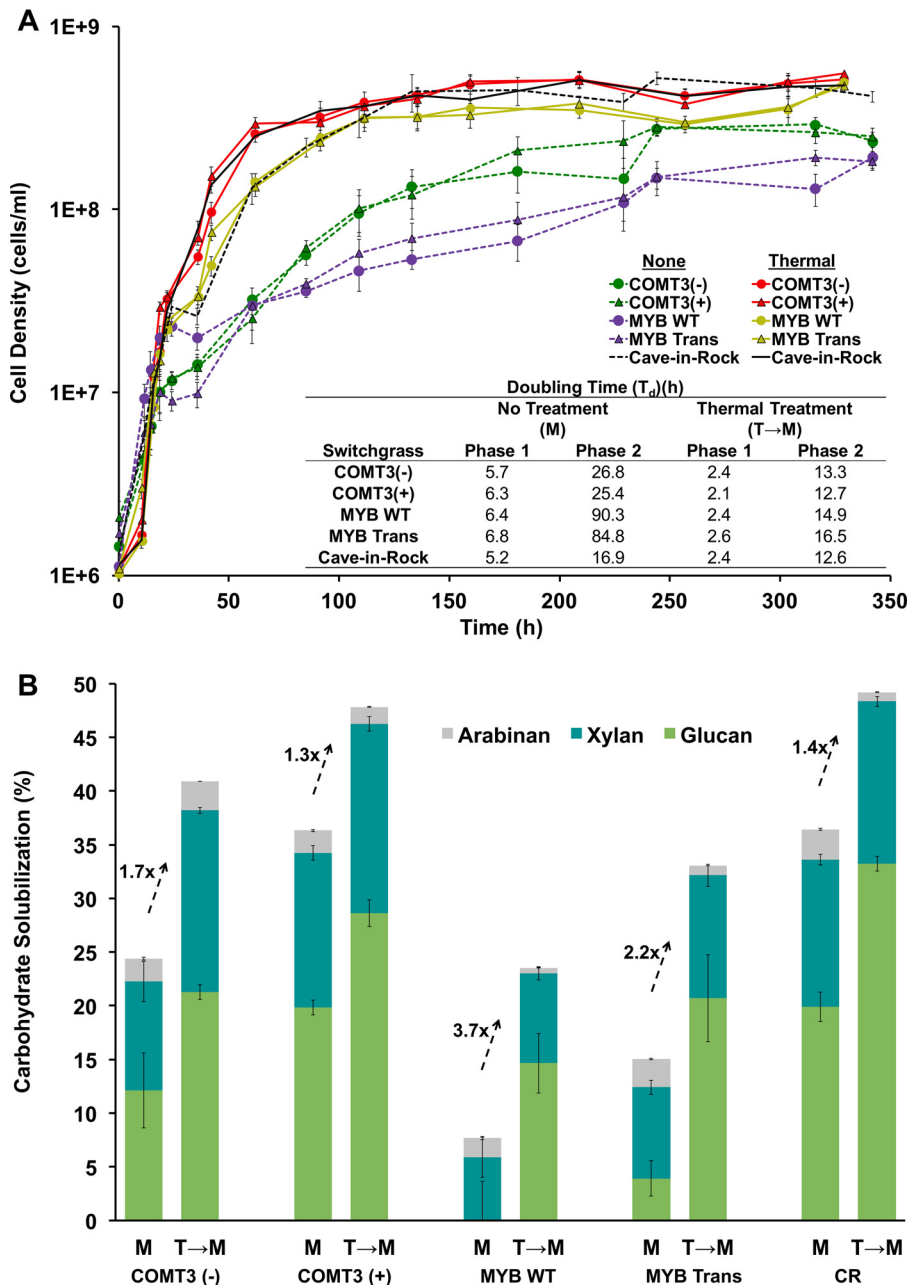 A
1E+9
1E+8
1E+7
1E+6
Cell Density (cells/ml)
None Thermal
COMT3(-) COMT3(-)
COMT3(+) COMT3(+)
MYB WT MYB WT
MYB Trans MYB Trans
Cave-in-Rock Cave-in-Rock
Doubling Time (Td)(h)
No Treatment Thermal Treatment
(M) (T→M)
Switchgrass Phase 1 Phase 2 Phase 1 Phase 2
COMT3(-) 5.7 26.8 2.4 13.3
COMT3(+) 6.3 25.4 2.1 12.7
MYB WT 6.4 90.3 2.4 14.9
MYB Trans 6.8 84.8 2.6 16.5
Cave-in-Rock 5.2 16.9 2.4 12.6
0 50 100 150 200 250 300 350
Time (h)
B
50
45
40
35
30
25
20
15
10
5
0
Carbohydrate Solubilization (%)
Arabinan Xylan Glucan
1.7x
1.3x
3.7x
2.2x
1.4x
M T→M M T→M M T→M M T→M M T→M
COMT3 (-) COMT3 (+) MYB WT MYB Trans CR